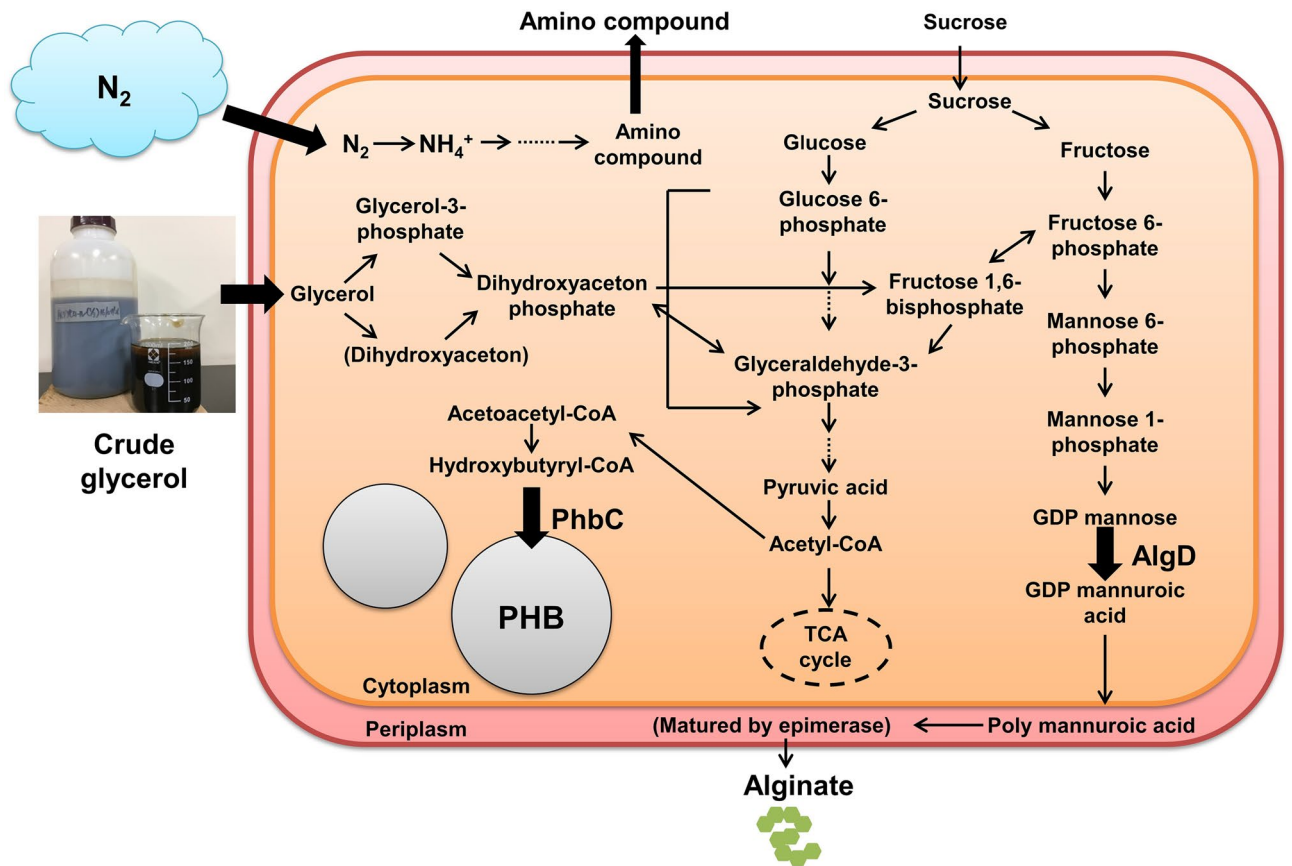 Amino compound
Sucrose
N₂
Sucrose
N₂
NH₄⁺
Amino
compound
Glucose
Fructose
Glycerol-3-
phosphate
Glucose 6-
phosphate
Fructose 6-
phosphate
Glycerol
Dihydroxyaceton
phosphate
Fructose 1,6-
bisphosphate
(Dihydroxyaceton)
Mannose 6-
phosphate
Glyceraldehyde-3-
phosphate
150
100
50
Crude
glycerol
Acetoacetyl-CoA
Mannose 1-
phosphate
Hydroxybutyryl-CoA
Pyruvic acid
PhbC
GDP mannose
Acetyl-CoA
AlgD
GDP mannuroic
acid
PHB
TCA
cycle
Cytoplasm
Periplasm
(Matured by epimerase)
Poly mannuroic acid
Alginate